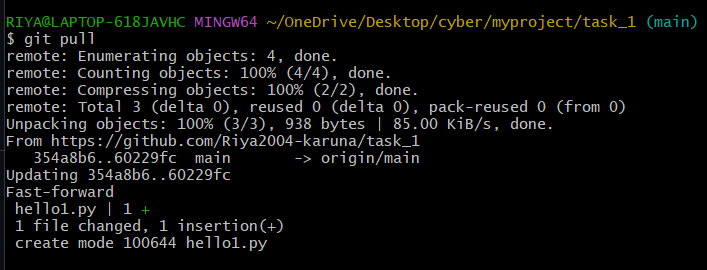 RIYA@LAPTOP-618JAVHC MINGW64 ~/OneDrive/Desktop/cyber/myproject/task_1 (main)
$ git pull
remote: Enumerating objects: 4, done.
remote: Counting objects: 100% (4/4), done.
remote: Compressing objects: 100% (2/2), done.
remote: Total 3 (delta 0), reused 0 (delta 0), pack-reused 0 (from 0)
Unpacking objects: 100% (3/3), 938 bytes | 85.00 KiB/s, done.
From https://github.com/Riya2004-karuna/task_1
   354a8b6..60229fc  main       -> origin/main
Updating 354a8b6..60229fc
Fast-forward
 hello1.py | 1 +
 1 file changed, 1 insertion(+)
 create mode 100644 hello1.py